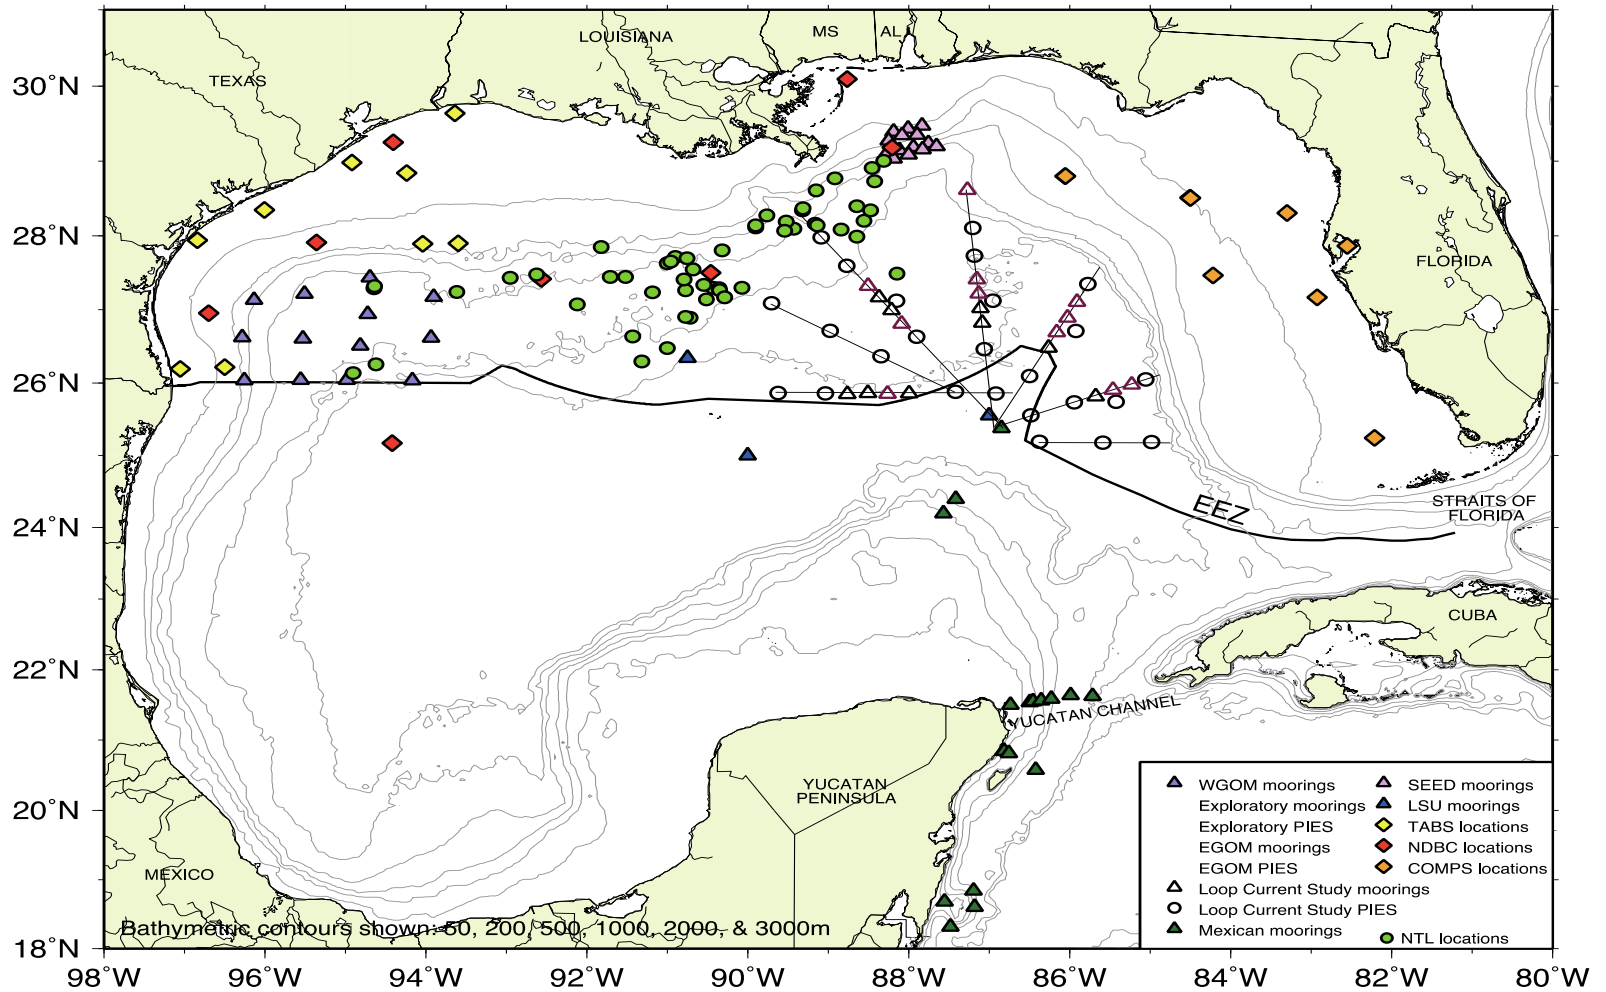 TEXAS
LOUISIANA
MS
AL
FLORIDA
EEZ
STRAITS OF
FLORIDA
CUBA
YUCATAN CHANNEL
YUCATAN
PENINSULA
MEXICO
Bathymetric contours shown: 50, 200, 500, 1000, 2000, & 3000m
WGOM moorings
Exploratory moorings
Exploratory PIES
EGOM moorings
EGOM PIES
Loop Current Study moorings
Loop Current Study PIES
Mexican moorings
SEED moorings
LSU moorings
TABS locations
NDBC locations
COMPS locations
NTL locations
30°N
28°N
26°N
24°N
22°N
20°N
18°N
98°W
96°W
94°W
92°W
90°W
88°W
86°W
84°W
82°W
80°W